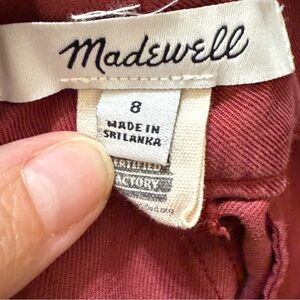 Madewell
8
MADE IN
SRI LANKA
CERTIFIED
FACTORY